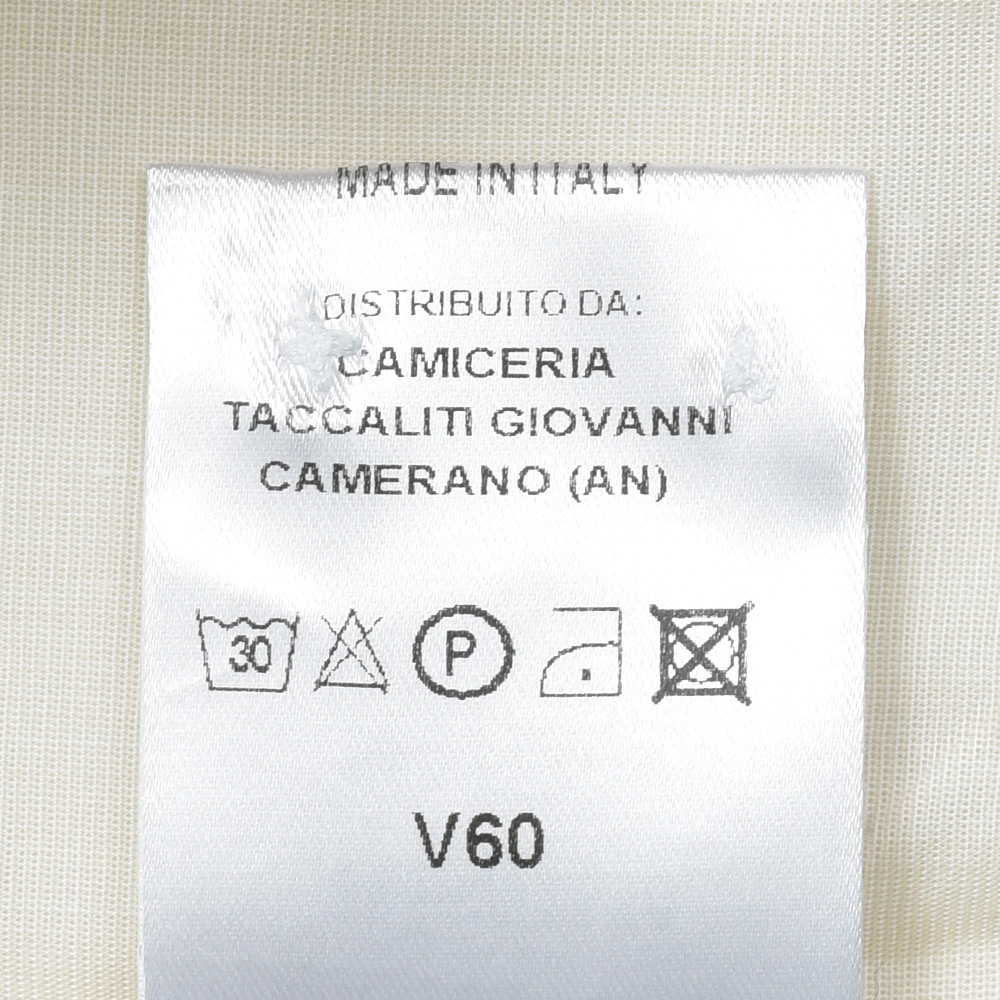 MADE IN ITALY
DISTRIBUITO DA:
CAMICERIA
TACCALITI GIOVANNI
CAMERANO (AN)
30 P
V60